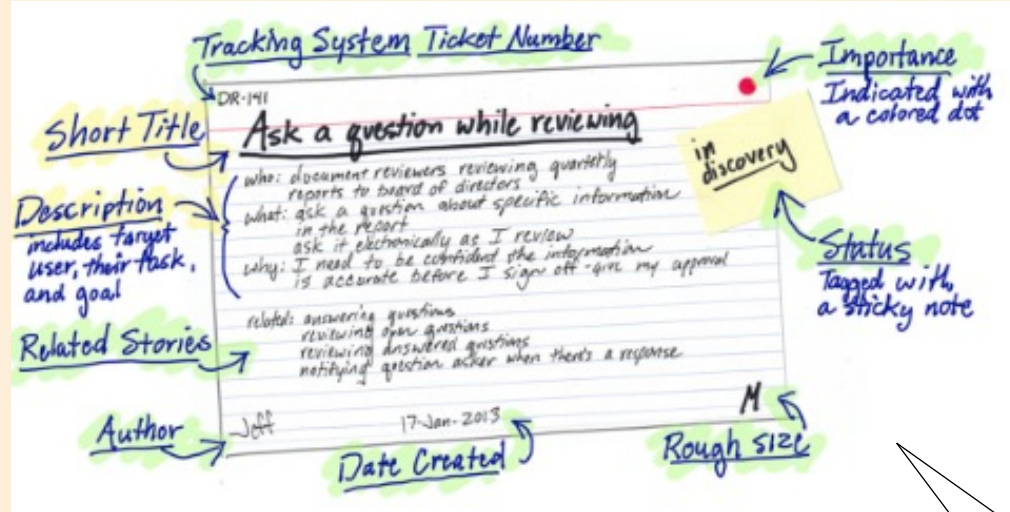 Tracking System Ticket Number
Importance
Indicated with
a colored dot
DR-141
Short Title
Ask a question while reviewing
in
discovery
Description
includes target
user, their task,
and goal
who: document reviewers reviewing quarterly
reports to board of directors
what: ask a question about specific information
in the report
ask it electronically as I review
why: I need to be confident the information
is accurate before I sign off - give my approval
Status
Tagged with
a sticky note
Related Stories
related: answering questions
reviewing open questions
reviewing answered questions
notifying question asker when there's a response
Author
Jeff
17-Jan-2013
M
Date Created
Rough size